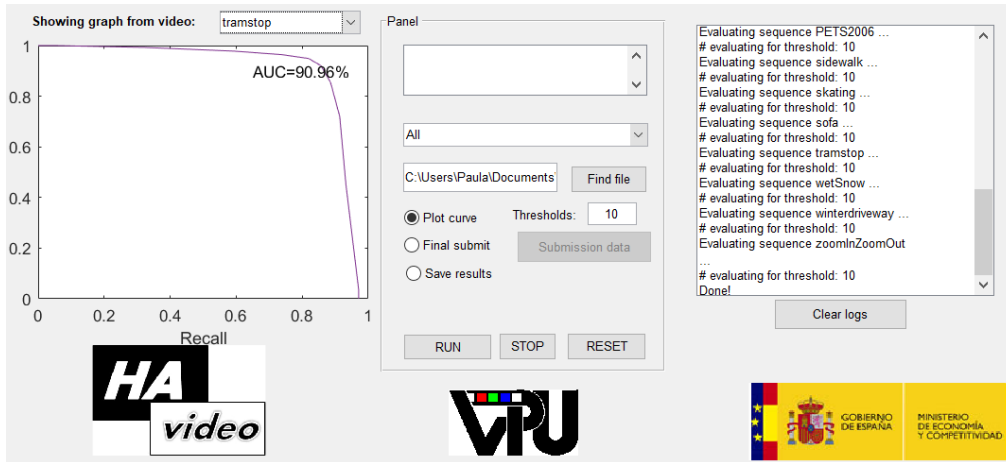 Showing graph from video:
tramstop
1
0.8
0.6
0.4
0.2
0
0
0.2
0.4
0.6
0.8
1
AUC=90.96%
Recall
Panel
All
C:\Users\Paula\Documents\
Find file
Plot curve
Thresholds:
10
Final submit
Submission data
Save results
RUN
STOP
RESET
Evaluating sequence PETS2006 ...
# evaluating for threshold: 10
Evaluating sequence sidewalk ...
# evaluating for threshold: 10
Evaluating sequence skating ...
# evaluating for threshold: 10
Evaluating sequence sofa ...
# evaluating for threshold: 10
Evaluating sequence tramstop ...
# evaluating for threshold: 10
Evaluating sequence wetSnow ...
# evaluating for threshold: 10
Evaluating sequence winterdriveway ...
# evaluating for threshold: 10
Evaluating sequence zoomInZoomOut
...
# evaluating for threshold: 10
Done!
Clear logs
HA
video
VPU
GOBIERNO
DE ESPAÑA
MINISTERIO
DE ECONOMÍA
Y COMPETITIVIDAD